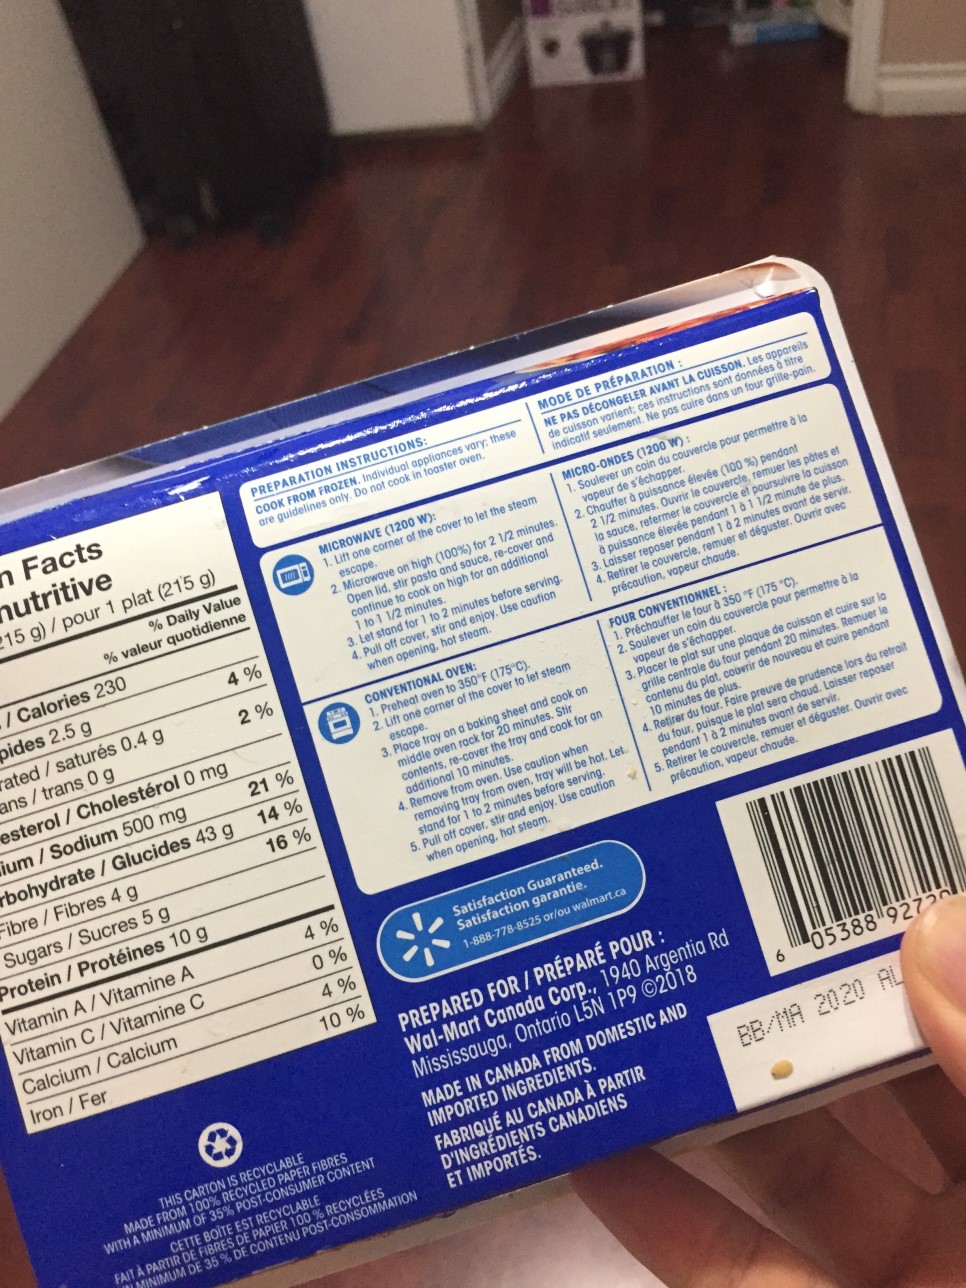 n Facts
nutritive
215 g) / pour 1 plat (215 g)
% Daily Value
% valeur quotidienne
/ Calories 230
pides 2.5 g 4 %
rated / saturés 0.4 g 2 %
ans / trans 0 g
esterol / Cholestérol 0 mg
ium / Sodium 500 mg 21 %
rbohydrate / Glucides 43 g 14 %
Fibre / Fibres 4 g 16 %
Sugars / Sucres 5 g
Protein / Protéines 10 g
Vitamin A / Vitamine A 4 %
Vitamin C / Vitamine C 0 %
Calcium / Calcium 4 %
Iron / Fer 10 %
THIS CARTON IS RECYCLABLE
MADE FROM 100% RECYCLED PAPER FIBRES
WITH A MINIMUM OF 35% POST-CONSUMER CONTENT
CETTE BOÎTE EST RECYCLABLE
FAIT À PARTIR DE FIBRES DE PAPIER 100 % RECYCLÉES
MINIMUM DE 35 % DE CONTENU POST-CONSOMMATION
PREPARATION INSTRUCTIONS:
COOK FROM FROZEN. Individual appliances vary; these
are guidelines only. Do not cook in toaster oven.
MODE DE PRÉPARATION :
NE PAS DÉCONGELER AVANT LA CUISSON. Les appareils
de cuisson varient; ces instructions sont données à titre
indicatif seulement. Ne pas cuire dans un four grille-pain.
MICROWAVE (1200 W):
1. Lift one corner of the cover to let the steam
escape.
2. Microwave on high (100%) for 2 1/2 minutes.
Open lid, stir pasta and sauce, re-cover and
continue to cook on high for an additional
1 to 1 1/2 minutes.
3. Let stand for 1 to 2 minutes before serving.
4. Pull off cover, stir and enjoy. Use caution
when opening, hot steam.
MICRO-ONDES (1200 W) :
1. Soulever un coin du couvercle pour permettre à la
vapeur de s'échapper.
2. Chauffer à puissance élevée (100 %) pendant
2 1/2 minutes. Ouvrir le couvercle, remuer les pâtes et
la sauce, refermer le couvercle et poursuivre la cuisson
à puissance élevée pendant 1 à 1 1/2 minute de plus.
3. Laisser reposer pendant 1 à 2 minutes avant de servir.
4. Retirer le couvercle, remuer et déguster. Ouvrir avec
précaution, vapeur chaude.
CONVENTIONAL OVEN:
1. Preheat oven to 350°F (175°C).
2. Lift one corner of the cover to let steam
escape.
3. Place tray on a baking sheet and cook on
middle oven rack for 20 minutes. Stir
contents, re-cover the tray and cook for an
additional 10 minutes.
4. Remove from oven. Use caution when
removing tray from oven, tray will be hot. Let
stand for 1 to 2 minutes before serving.
5. Pull off cover, stir and enjoy. Use caution
when opening, hot steam.
FOUR CONVENTIONNEL :
1. Préchauffer le four à 350 °F (175 °C).
2. Soulever un coin du couvercle pour permettre à la
vapeur de s'échapper.
3. Placer le plat sur une plaque de cuisson et cuire sur la
grille centrale du four pendant 20 minutes. Remuer le
contenu du plat, couvrir de nouveau et cuire pendant
10 minutes de plus.
4. Retirer du four. Faire preuve de prudence lors du retrait
du four, puisque le plat sera chaud. Laisser reposer
pendant 1 à 2 minutes avant de servir.
5. Retirer le couvercle, remuer et déguster. Ouvrir avec
précaution, vapeur chaude.
Satisfaction Guaranteed.
Satisfaction garantie.
1-888-778-8525 or/ou walmart.ca
PREPARED FOR / PRÉPARÉ POUR :
Wal-Mart Canada Corp., 1940 Argentia Rd
Mississauga, Ontario L5N 1P9 ©2018
MADE IN CANADA FROM DOMESTIC AND
IMPORTED INGREDIENTS.
FABRIQUÉ AU CANADA À PARTIR
D'INGRÉDIENTS CANADIENS
ET IMPORTÉS.
6 05388 92720
BB/MA 2020 AL